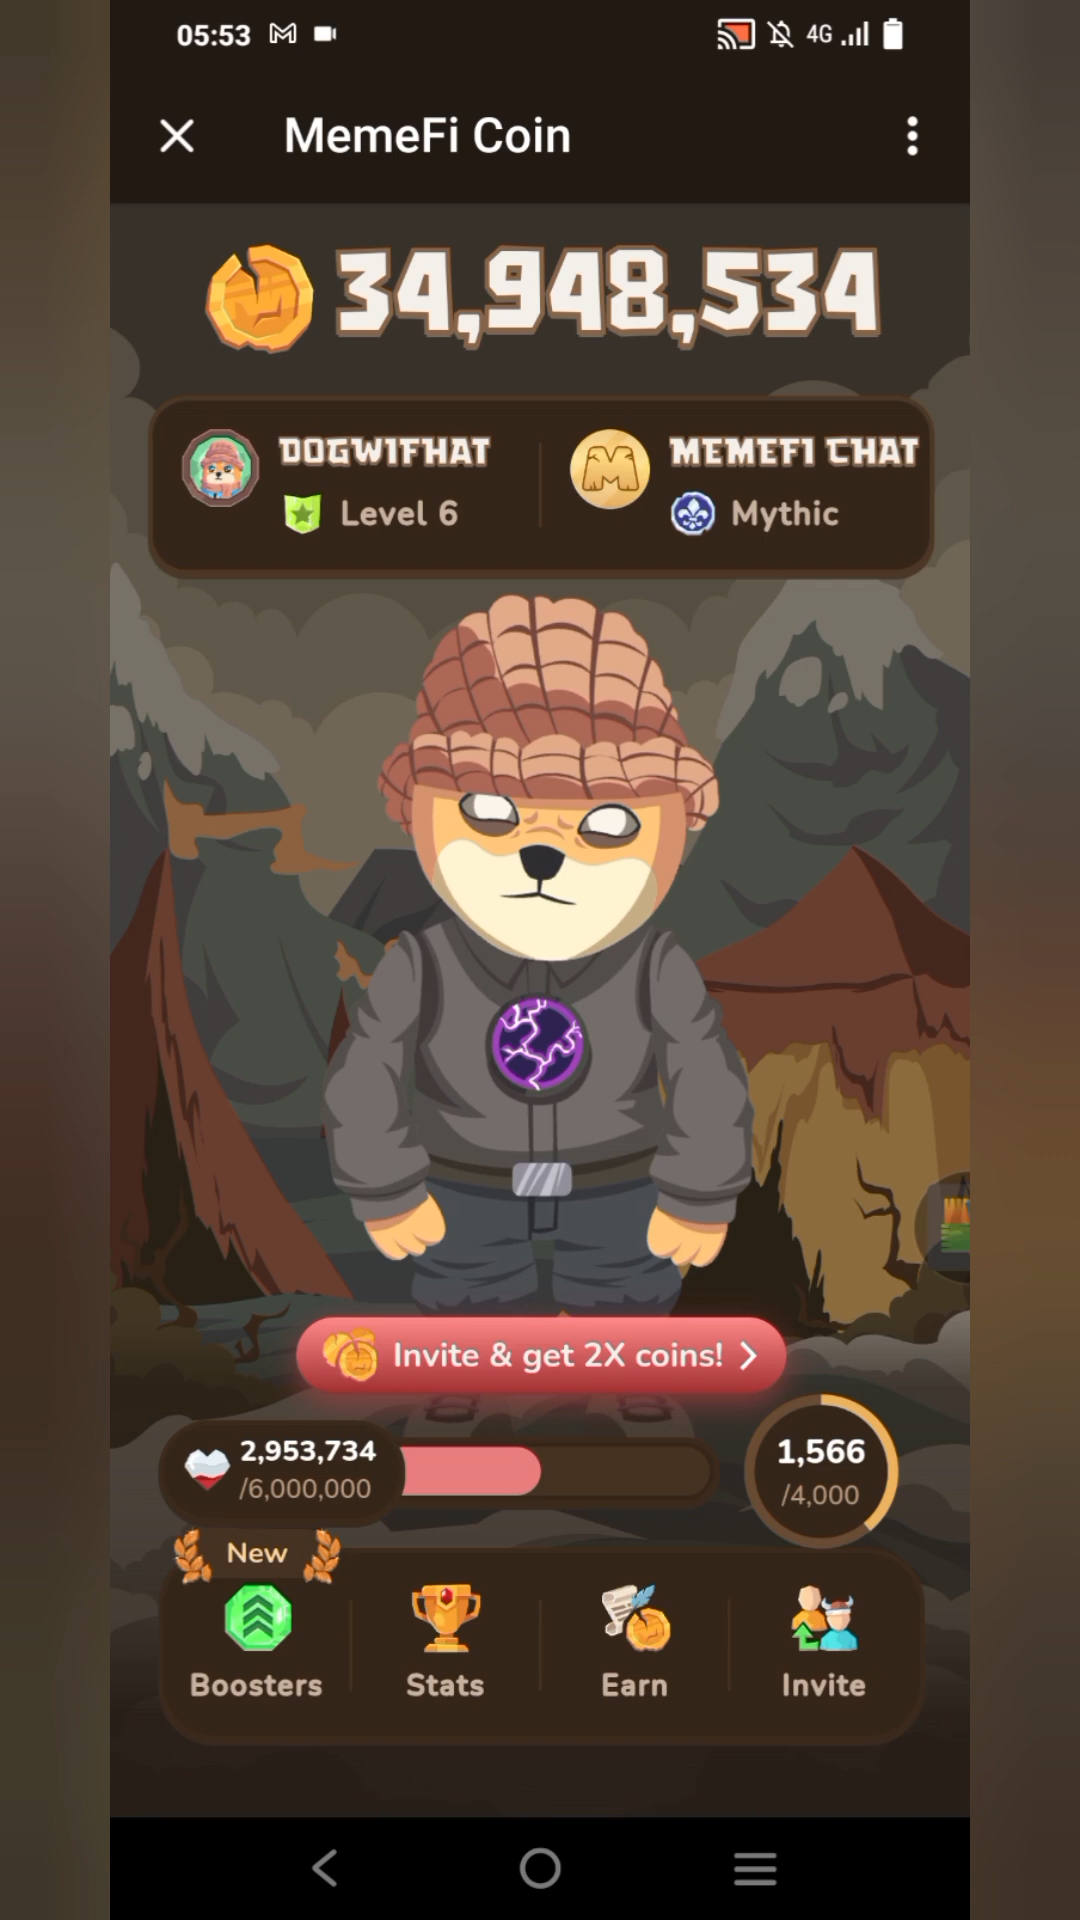 05:53 4G
MemeFi Coin
34,948,534
DOGWIFHAT
Level 6
MEMEFI CHAT
Mythic
Invite & get 2X coins!
2,953,734
/6,000,000
1,566
/4,000
New
Boosters
Stats
Earn
Invite